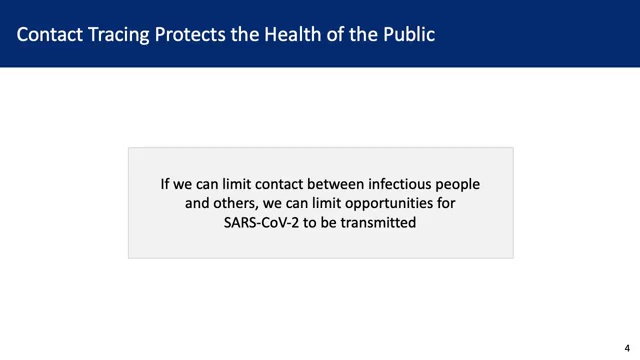 Contact Tracing Protects the Health of the Public
If we can limit contact between infectious people
and others, we can limit opportunities for
SARS-CoV-2 to be transmitted
4